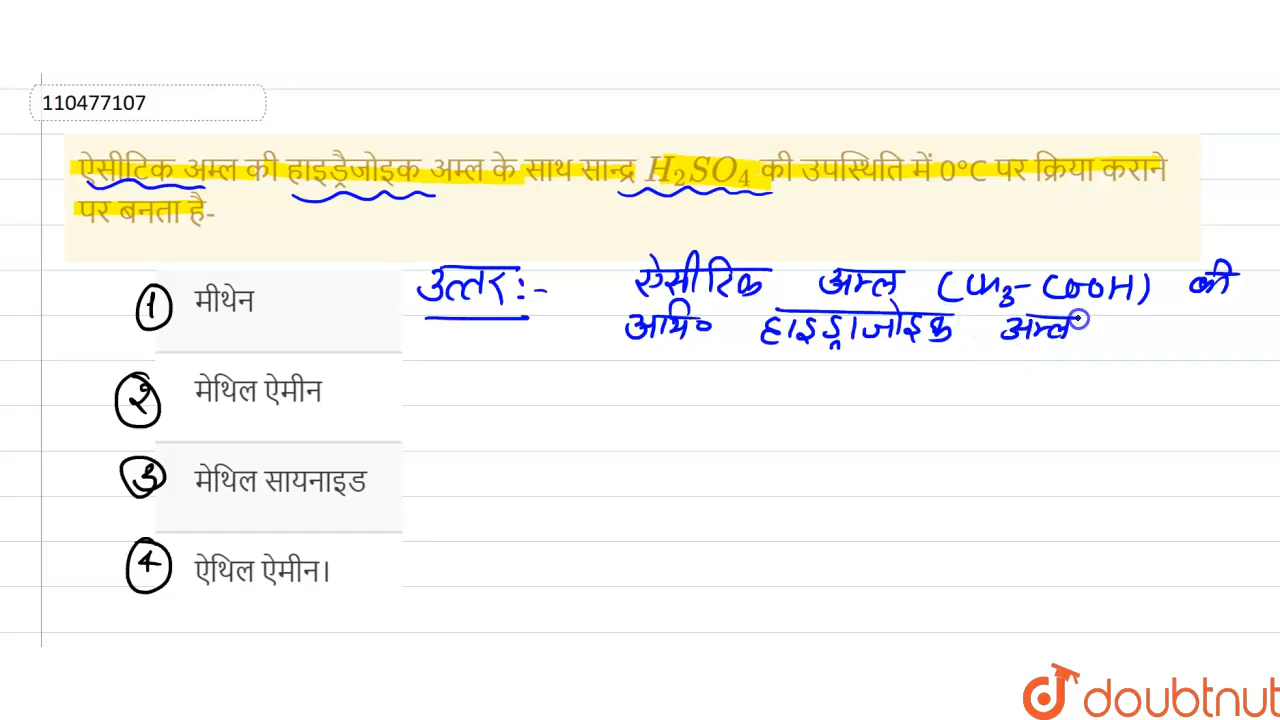 110477107
ऐसीटिक अम्ल की हाइड्रैजोइक अम्ल के साथ सान्द्र H₂SO₄ की उपस्थिति में 0°C पर क्रिया कराने
पर बनता है-
उत्तर:- ऐसीटिक अम्ल (CH₃-COOH) की
अभि० हाइड्राजोइक अम्ल
1 मीथेन
2 मेथिल ऐमीन
3 मेथिल सायनाइड
4 ऐथिल ऐमीन।
doubtnut